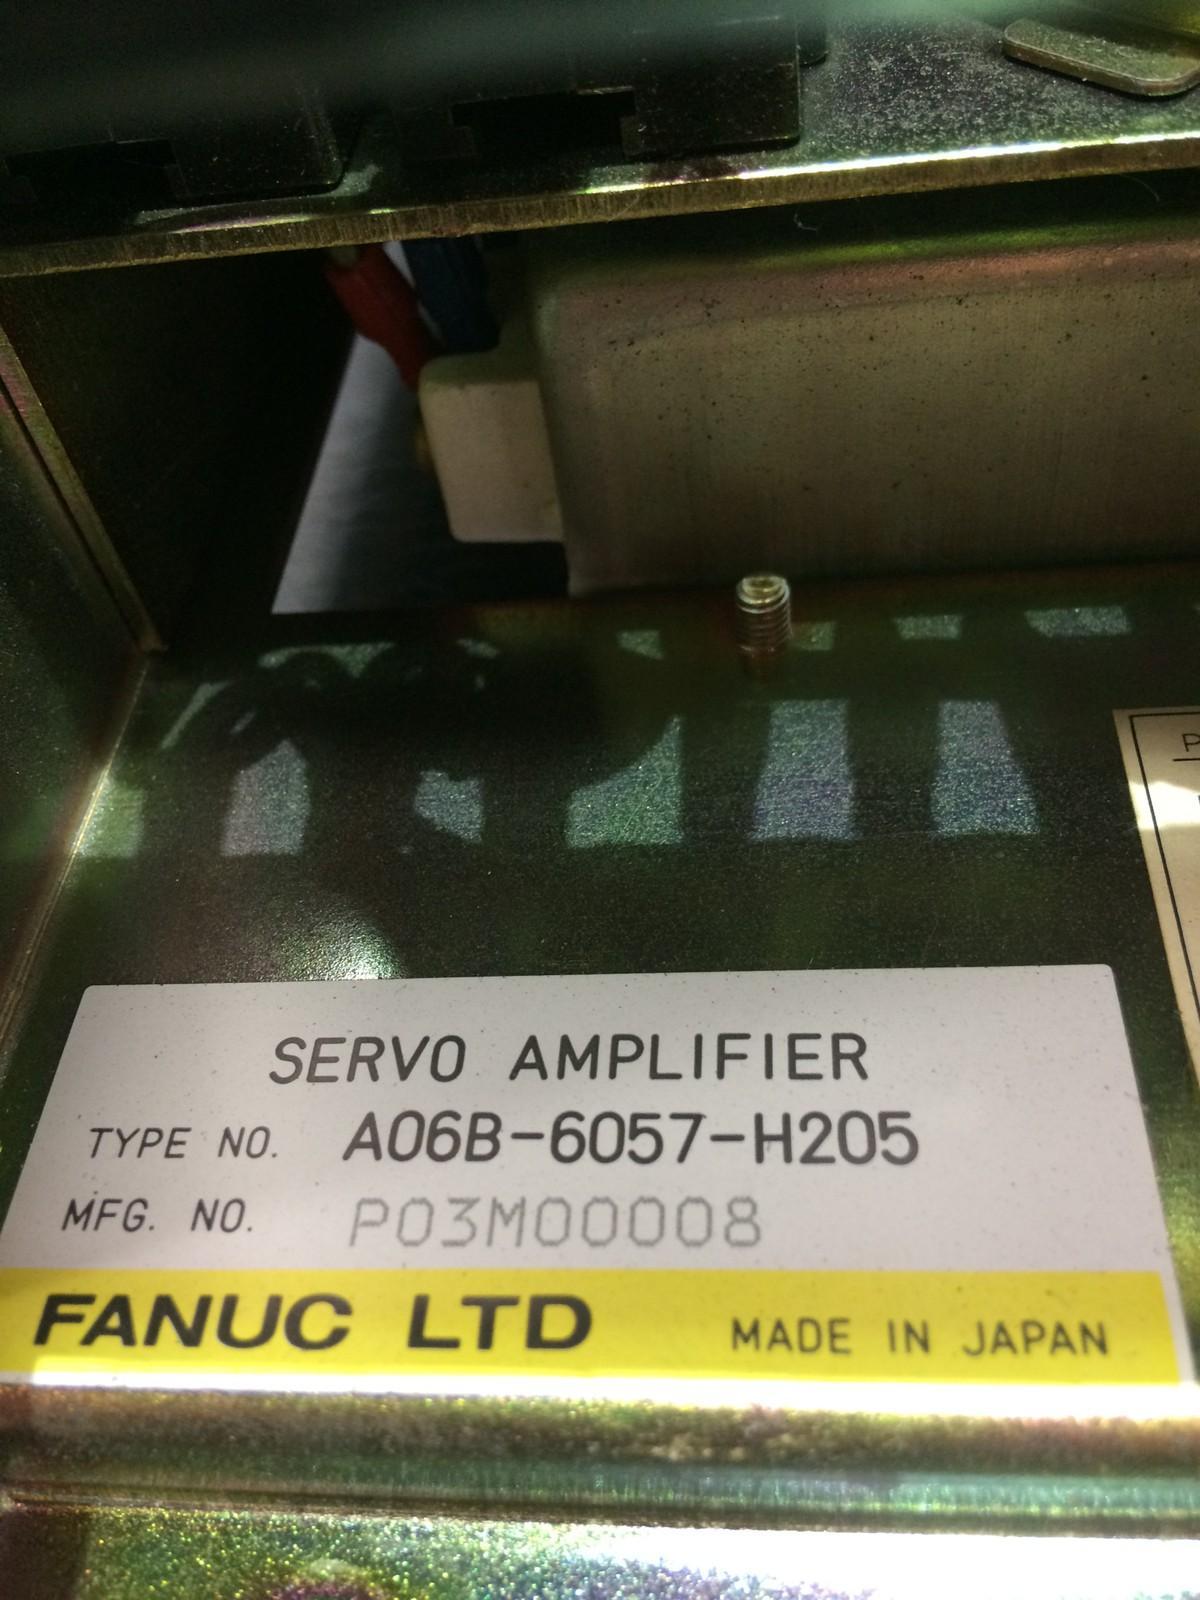 SERVO AMPLIFIER
TYPE NO. A06B-6057-H205
MFG. NO. P03M00008
FANUC LTD MADE IN JAPAN